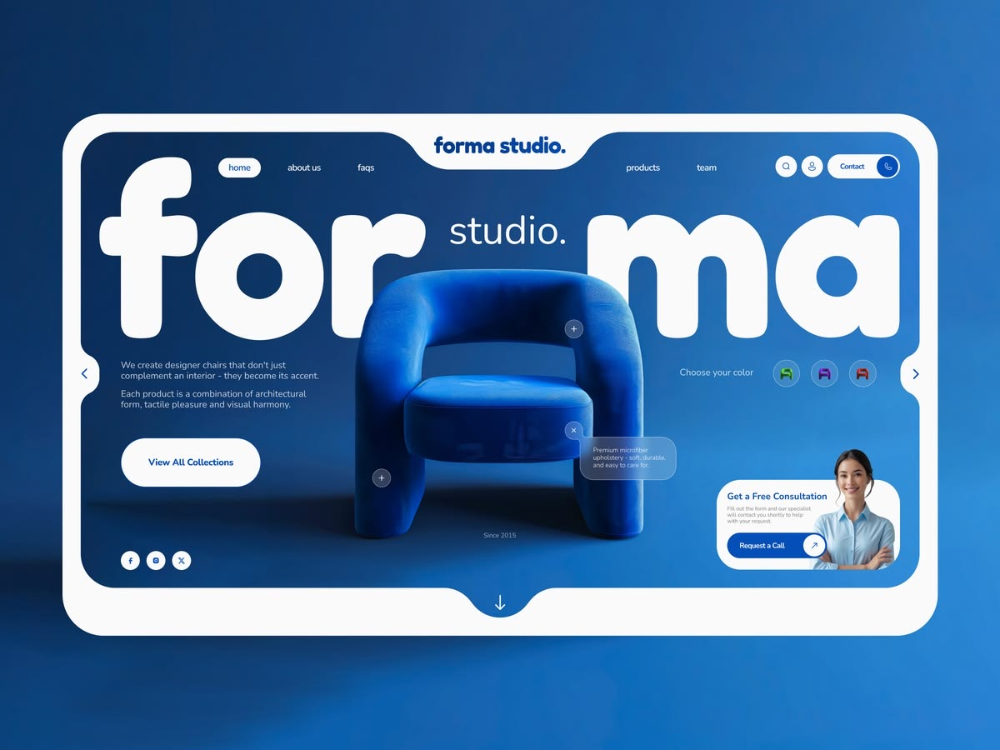 forma studio.
home
about us
faqs
products
team
Contact
forma
studio.
We create designer chairs that don't just
complement an interior - they become its accent.
Each product is a combination of architectural
form, tactile pleasure and visual harmony.
View All Collections
Choose your color
Premium microfiber
upholstery - soft, durable,
and easy to care for.
Get a Free Consultation
Fill out the form and our specialist
will contact you shortly to help
with your request.
Request a Call
Since 2015